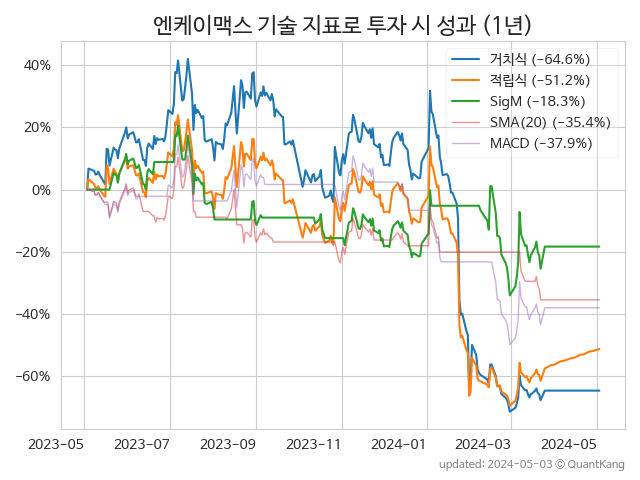 엔케이맥스 기술 지표로 투자 시 성과 (1년)
거치식 (−64.6%)
적립식 (−51.2%)
SigM (−18.3%)
SMA(20) (−35.4%)
MACD (−37.9%)
40%
20%
0%
−20%
−40%
−60%
2023-05 2023-07 2023-09 2023-11 2024-01 2024-03 2024-05
updated: 2024-05-03 © QuantKang